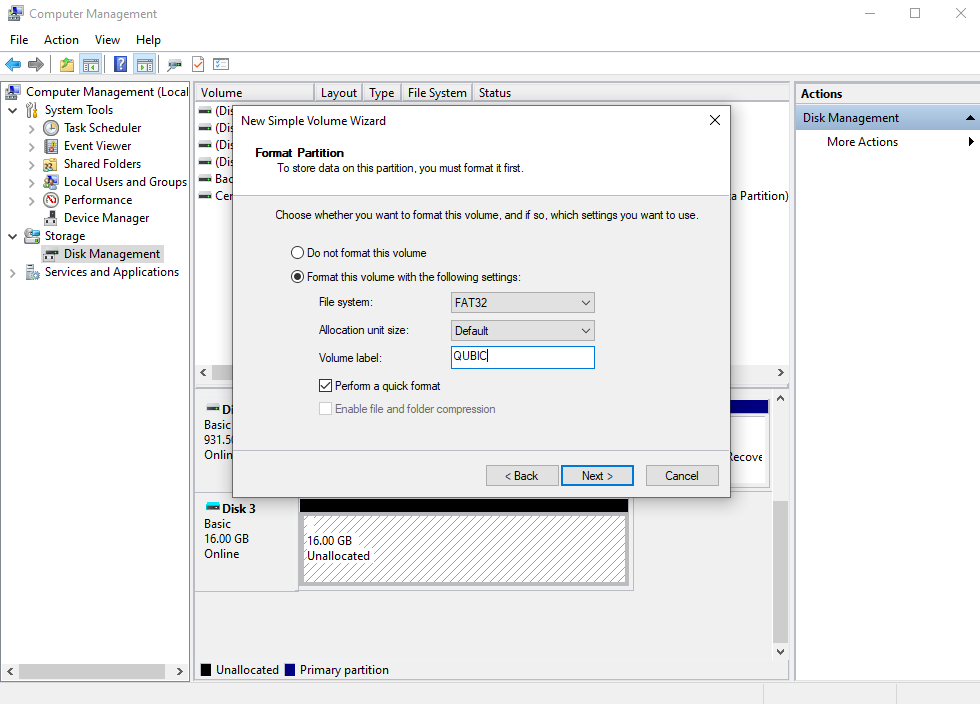 Computer Management
File Action View Help
Computer Management (Local
System Tools
Task Scheduler
Event Viewer
Shared Folders
Local Users and Groups
Performance
Device Manager
Storage
Disk Management
Services and Applications
Volume Layout Type File System Status
(Dis
(Dis
(Dis
(Dis
Bac
Cer
a Partition)
New Simple Volume Wizard
Format Partition
To store data on this partition, you must format it first.
Choose whether you want to format this volume, and if so, which settings you want to use.
Do not format this volume
Format this volume with the following settings:
File system: FAT32
Allocation unit size: Default
Volume label: QUBIC
Perform a quick format
Enable file and folder compression
< Back Next > Cancel
Di
Basic
931.50
Onlin
Recove
Disk 3
Basic
16.00 GB
Online
16.00 GB
Unallocated
Unallocated Primary partition
Actions
Disk Management
More Actions